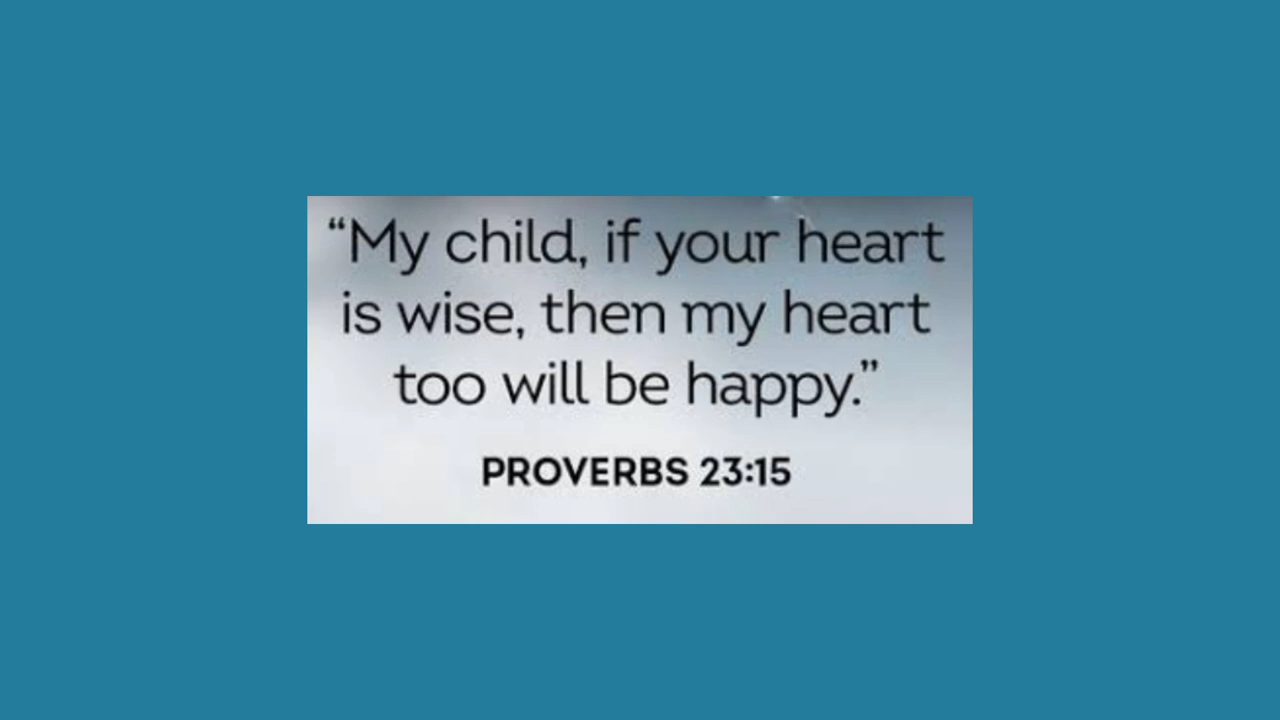 “My child, if your heart
is wise, then my heart
too will be happy.”
PROVERBS 23:15